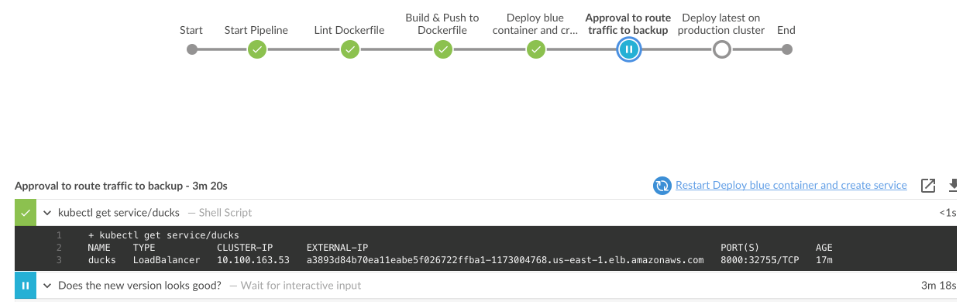 Start
Start Pipeline
Lint Dockerfile
Build & Push to
Dockerfile
Deploy blue
container and cr...
Approval to route
traffic to backup
Deploy latest on
production cluster
End
Approval to route traffic to backup - 3m 20s
Restart Deploy blue container and create service
kubectl get service/ducks — Shell Script <1s
1 + kubectl get service/ducks
2 NAME TYPE CLUSTER-IP EXTERNAL-IP PORT(S) AGE
3 ducks LoadBalancer 10.100.163.53 a3893d84b70ea11eabe5f026722ffba1-1173004768.us-east-1.elb.amazonaws.com 8000:32755/TCP 17m
Does the new version looks good? — Wait for interactive input 3m 18s